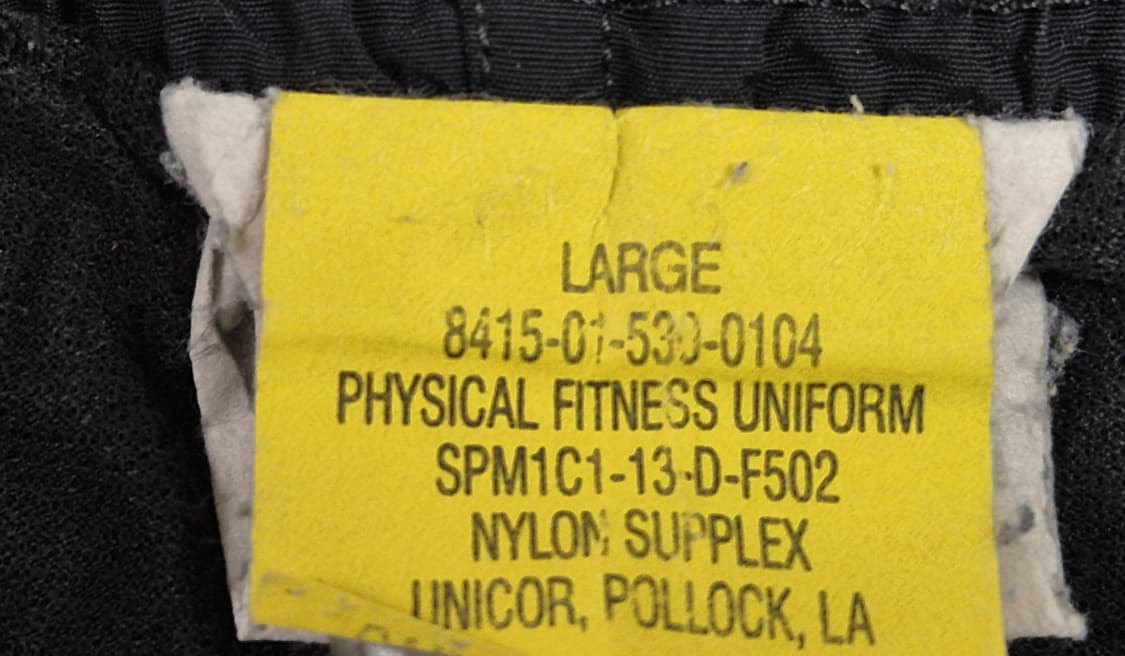 LARGE
8415-01-530-0104
PHYSICAL FITNESS UNIFORM
SPM1C1-13-D-F502
NYLON SUPPLEX
UNICOR, POLLOCK, LA